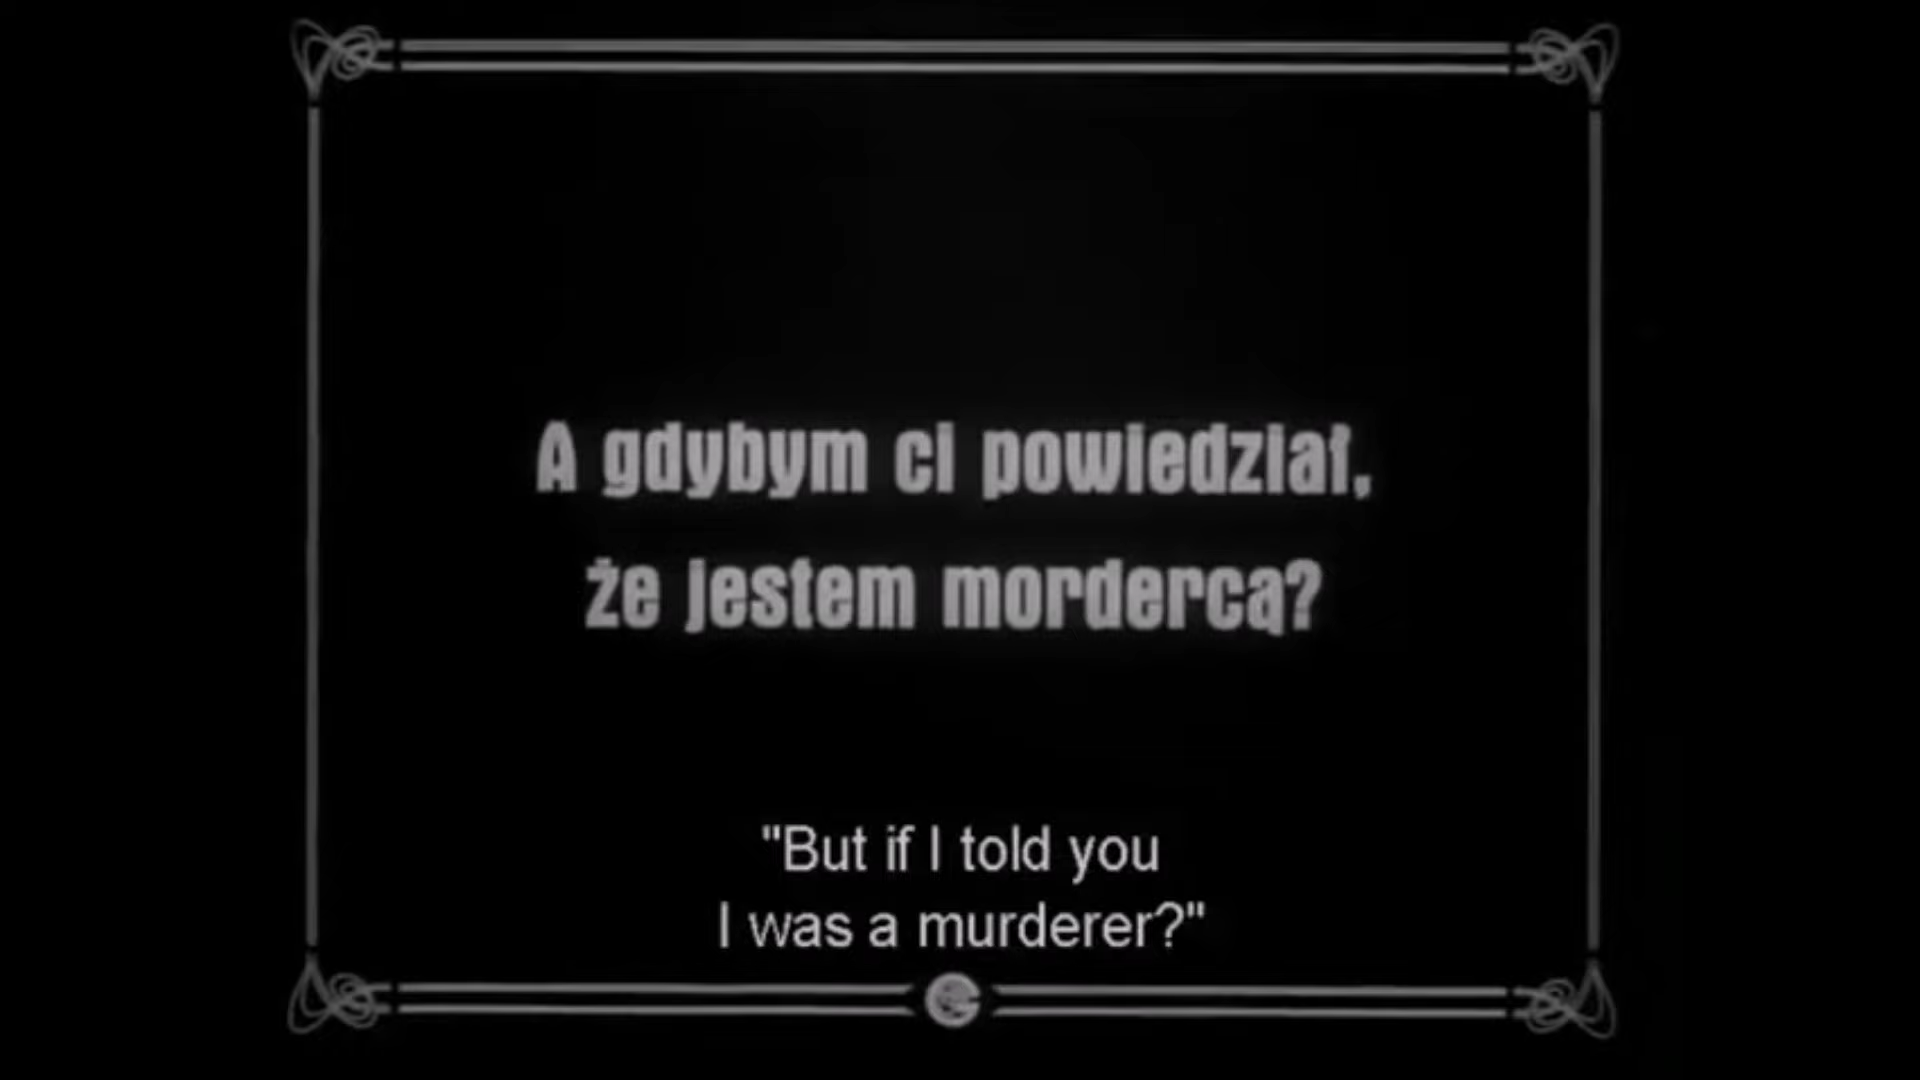 A gdybym ci powiedział,
że jestem mordercą?
"But if I told you
I was a murderer?"